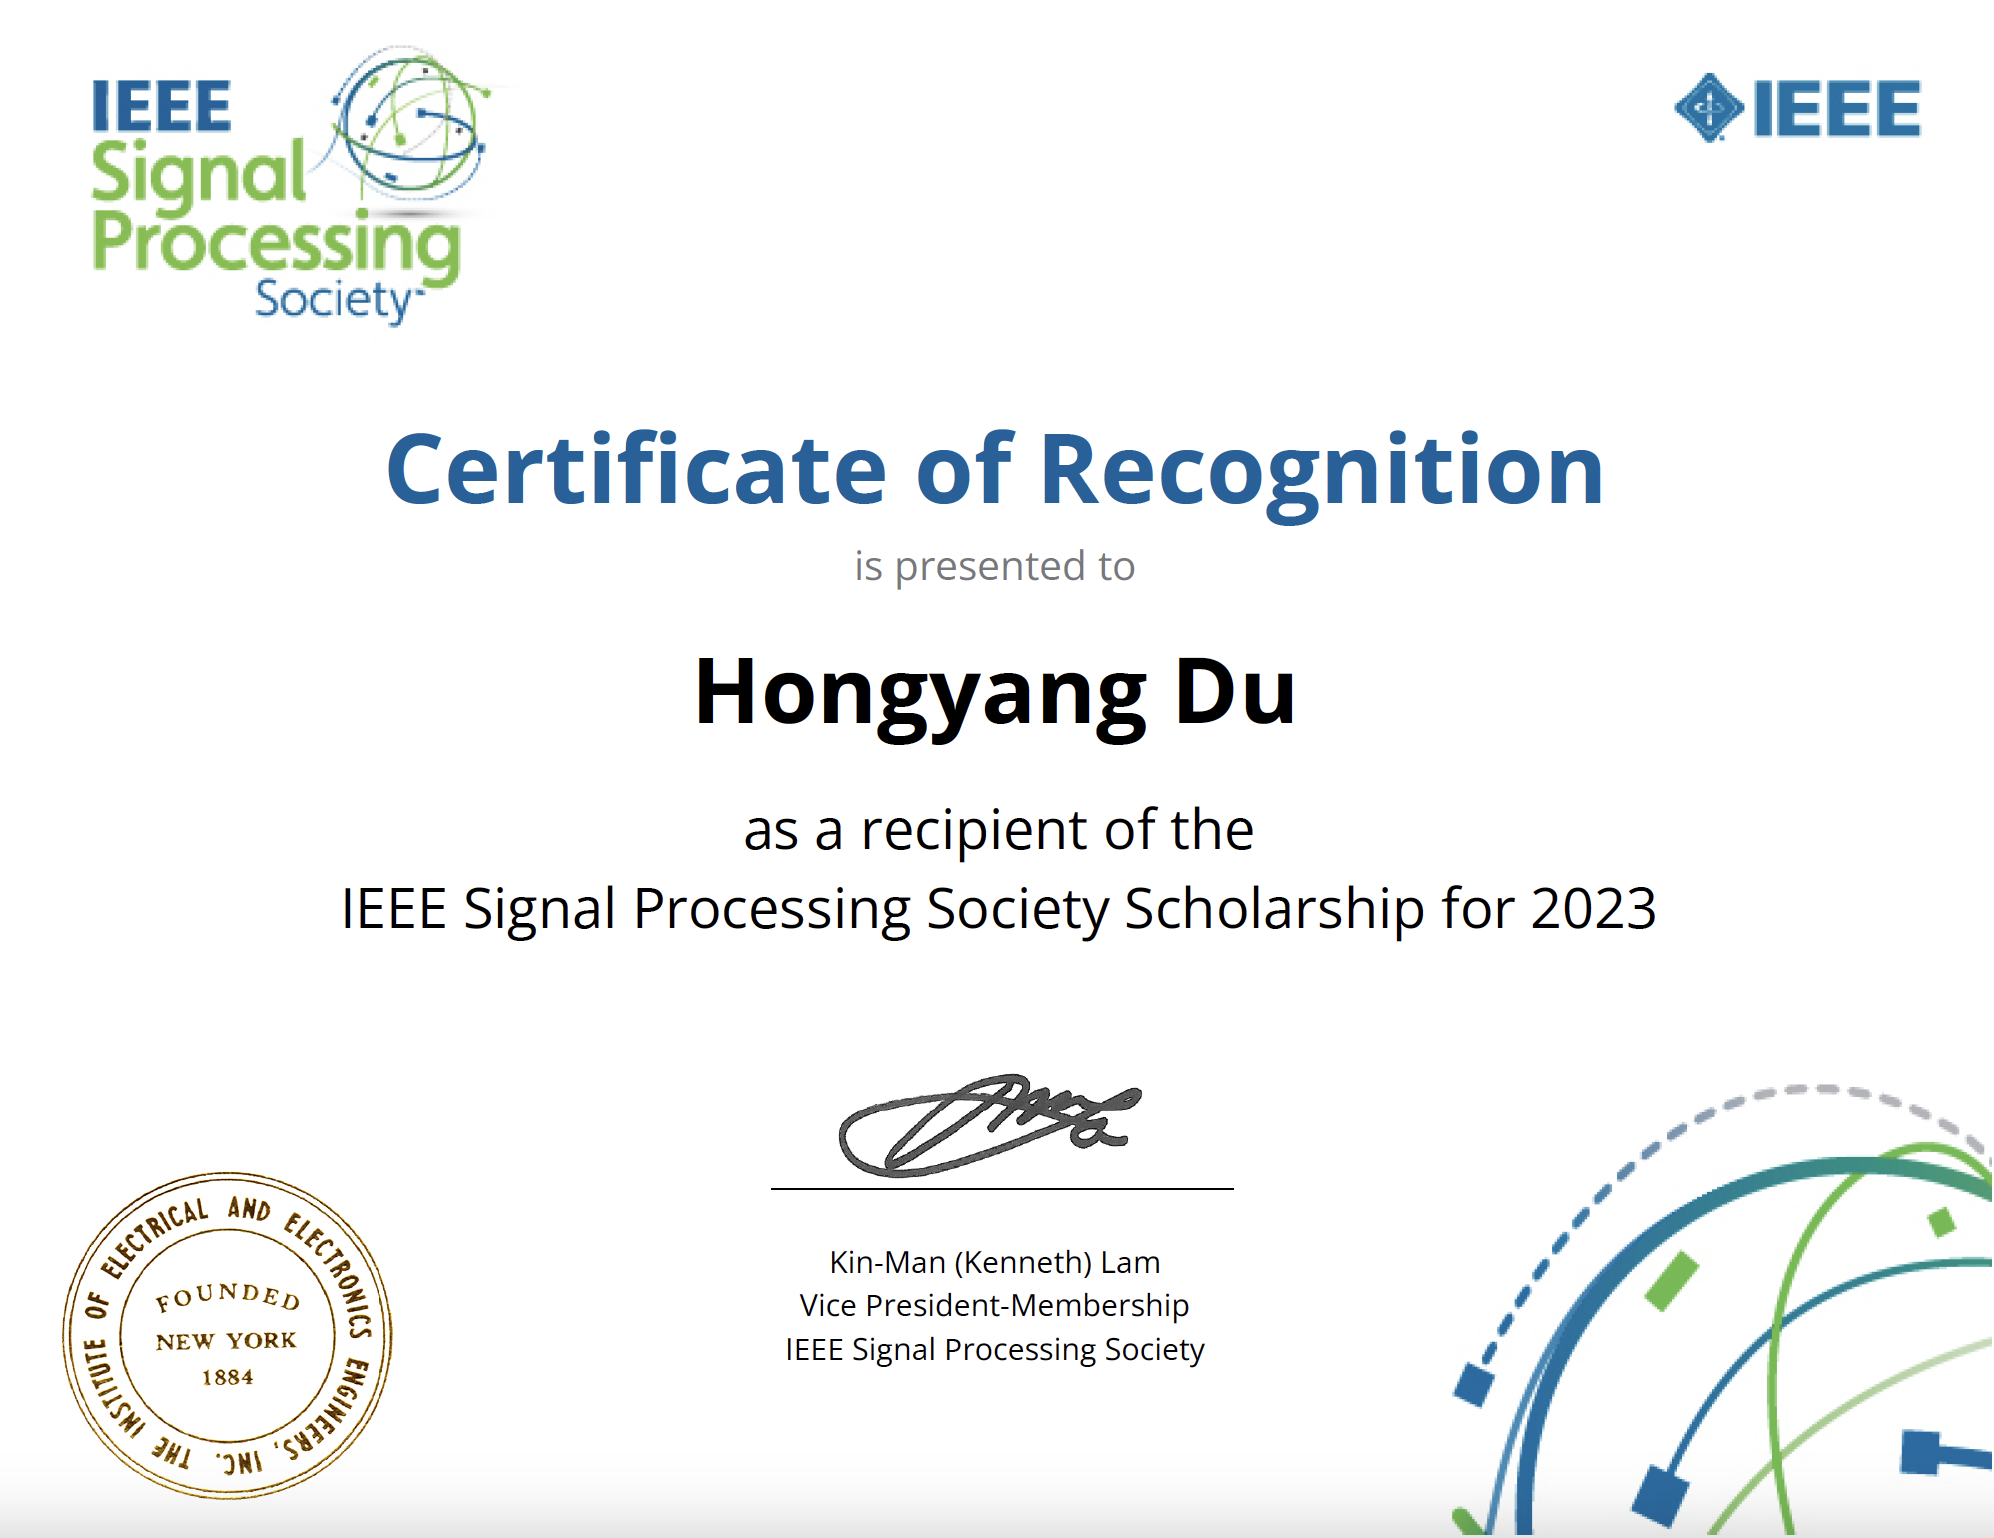 IEEE
Signal
Processing
Society™
IEEE
Certificate of Recognition
is presented to
Hongyang Du
as a recipient of the
IEEE Signal Processing Society Scholarship for 2023
Kin-Man (Kenneth) Lam
Vice President-Membership
IEEE Signal Processing Society
THE INSTITUTE OF ELECTRICAL AND ELECTRONICS ENGINEERS, INC.
FOUNDED
NEW YORK
1884